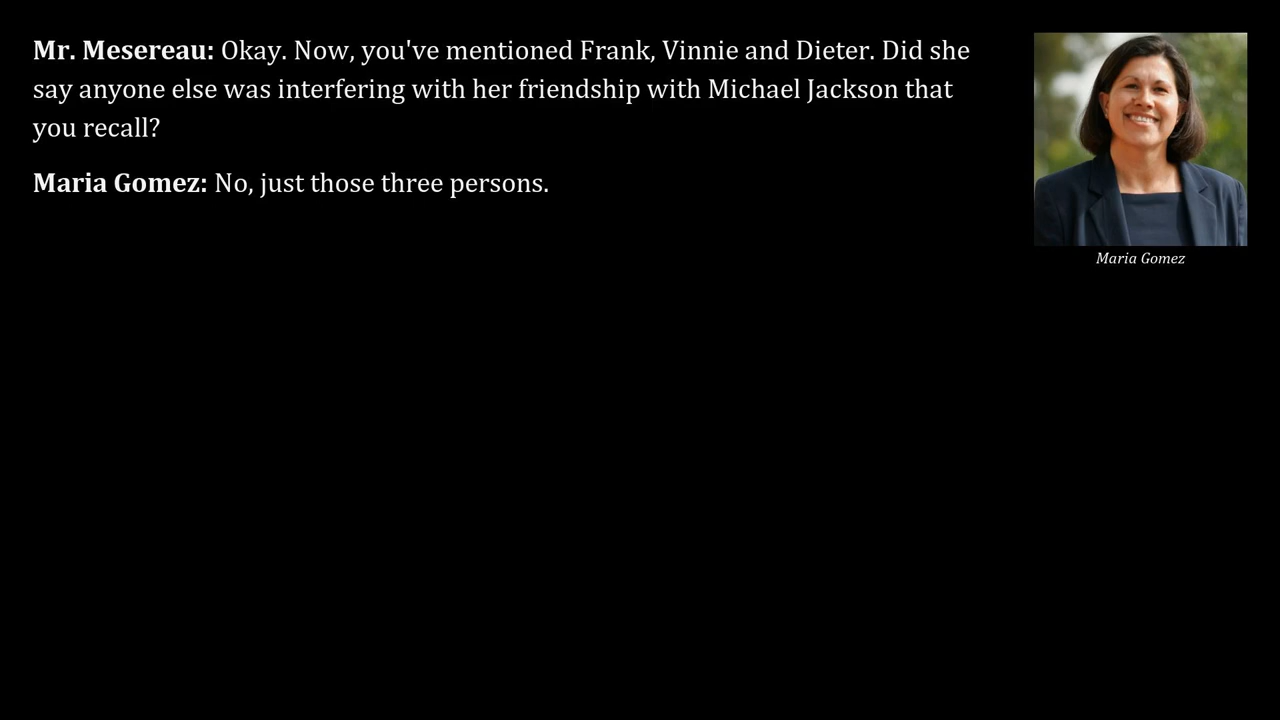 Mr. Mesereau: Okay. Now, you've mentioned Frank, Vinnie and Dieter. Did she
say anyone else was interfering with her friendship with Michael Jackson that
you recall?
Maria Gomez: No, just those three persons.
Maria Gomez